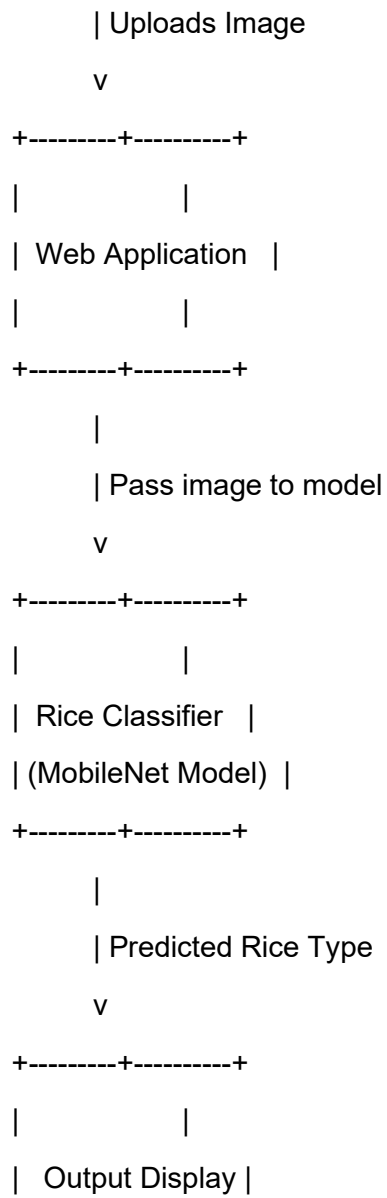 | Uploads Image
v
+---------+----------+
| |
| Web Application |
| |
+---------+----------+
|
| Pass image to model
v
+---------+----------+
| |
| Rice Classifier |
| (MobileNet Model) |
+---------+----------+
|
| Predicted Rice Type
v
+---------+----------+
| |
| Output Display |